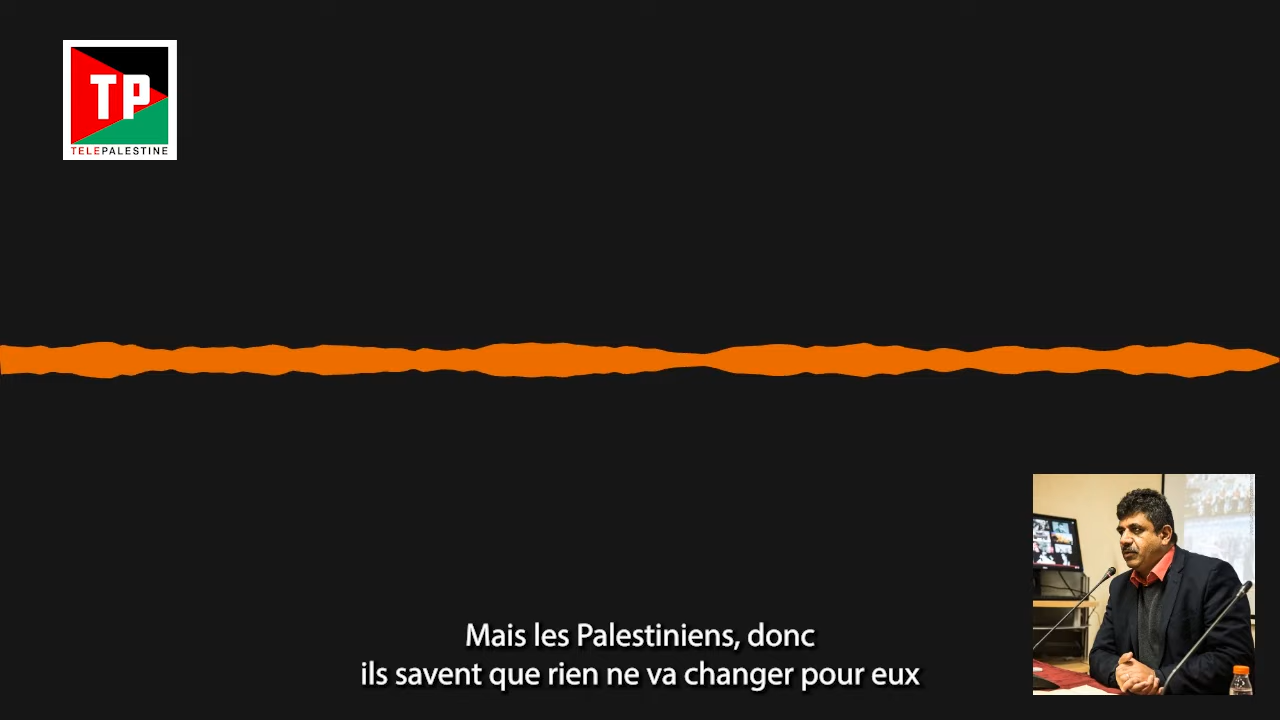 TP
TELEPALESTINE
Mais les Palestiniens, donc
ils savent que rien ne va changer pour eux